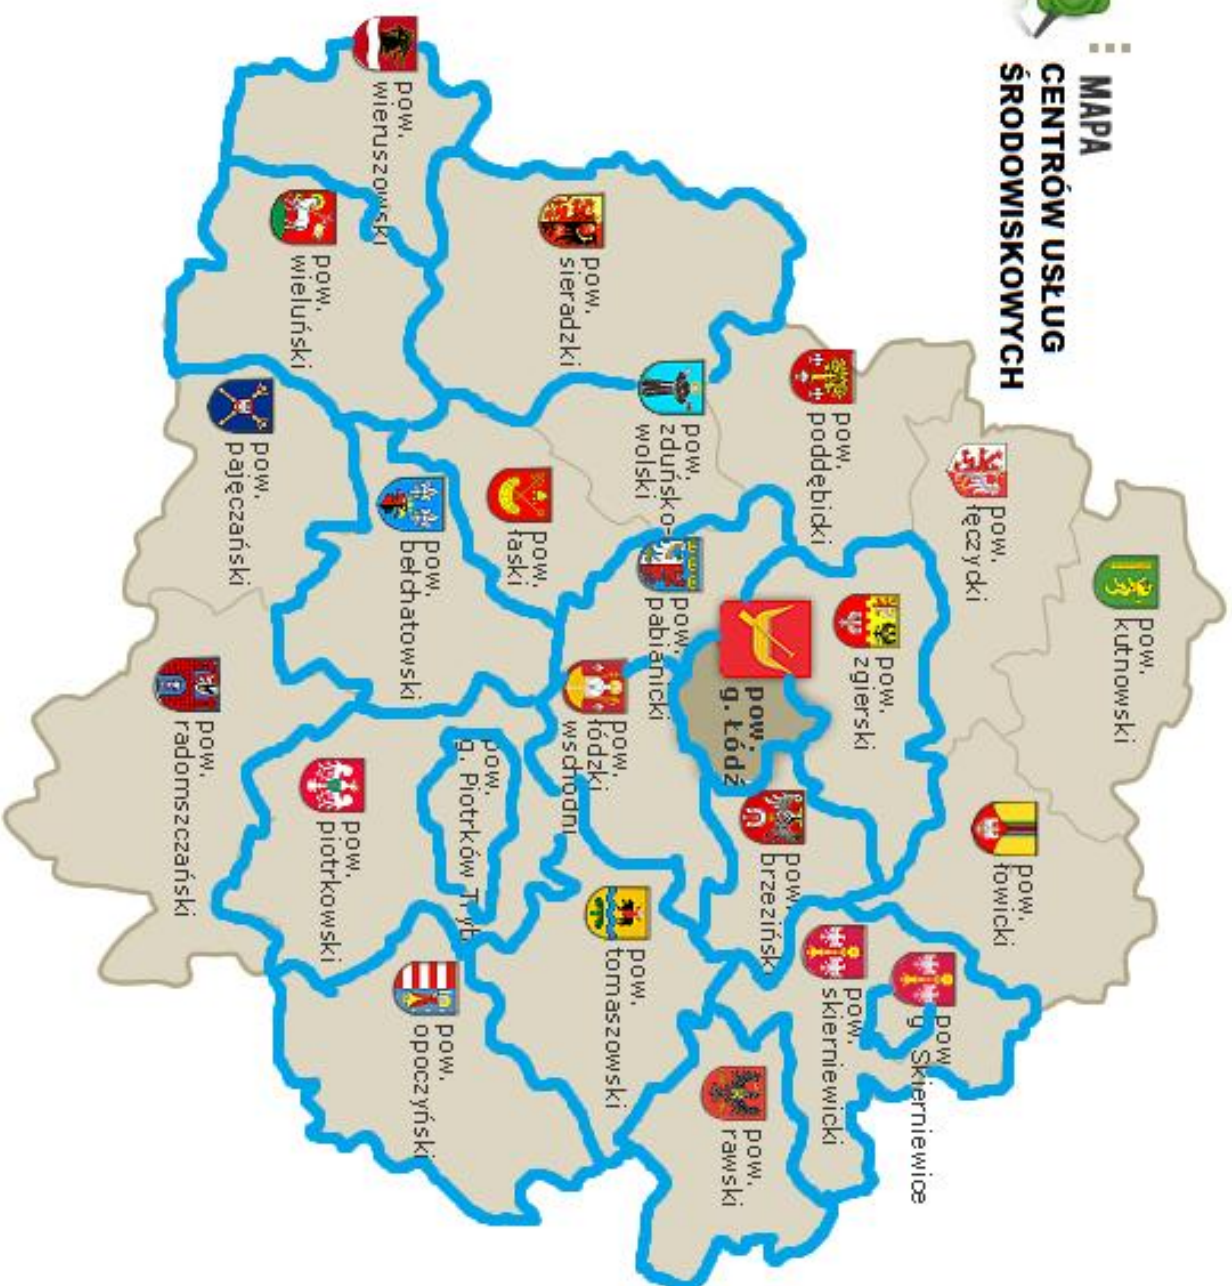 MAPA
CENTRÓW USŁUG
ŚRODOWISKOWYCH
pow.
kutnowski
pow.
łęczycki
pow.
łowicki
pow.
poddębicki
pow.
zgierski
pow.
g. Skierniewice
pow.
skierniewicki
pow.
g. Łódź
pow.
brzeziński
pow.
rawski
pow.
zduńsko-
wolski
pow.
pabianicki
pow.
łódzki
wschodni
pow.
tomaszowski
pow.
sieradzki
pow.
łaski
pow.
g. Piotrków Tryb.
pow.
opoczyński
pow.
bełchatowski
pow.
wieruszowski
pow.
wieluński
pow.
piotrkowski
pow.
pajęczański
pow.
radomszczański